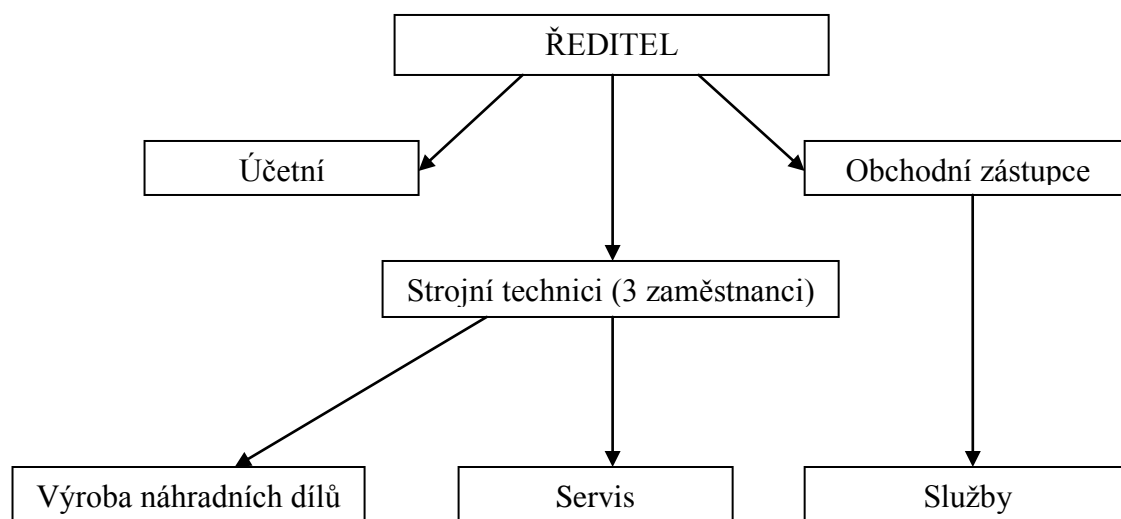 ŘEDITEL
Účetní
Obchodní zástupce
Strojní technici (3 zaměstnanci)
Výroba náhradních dílů
Servis
Služby